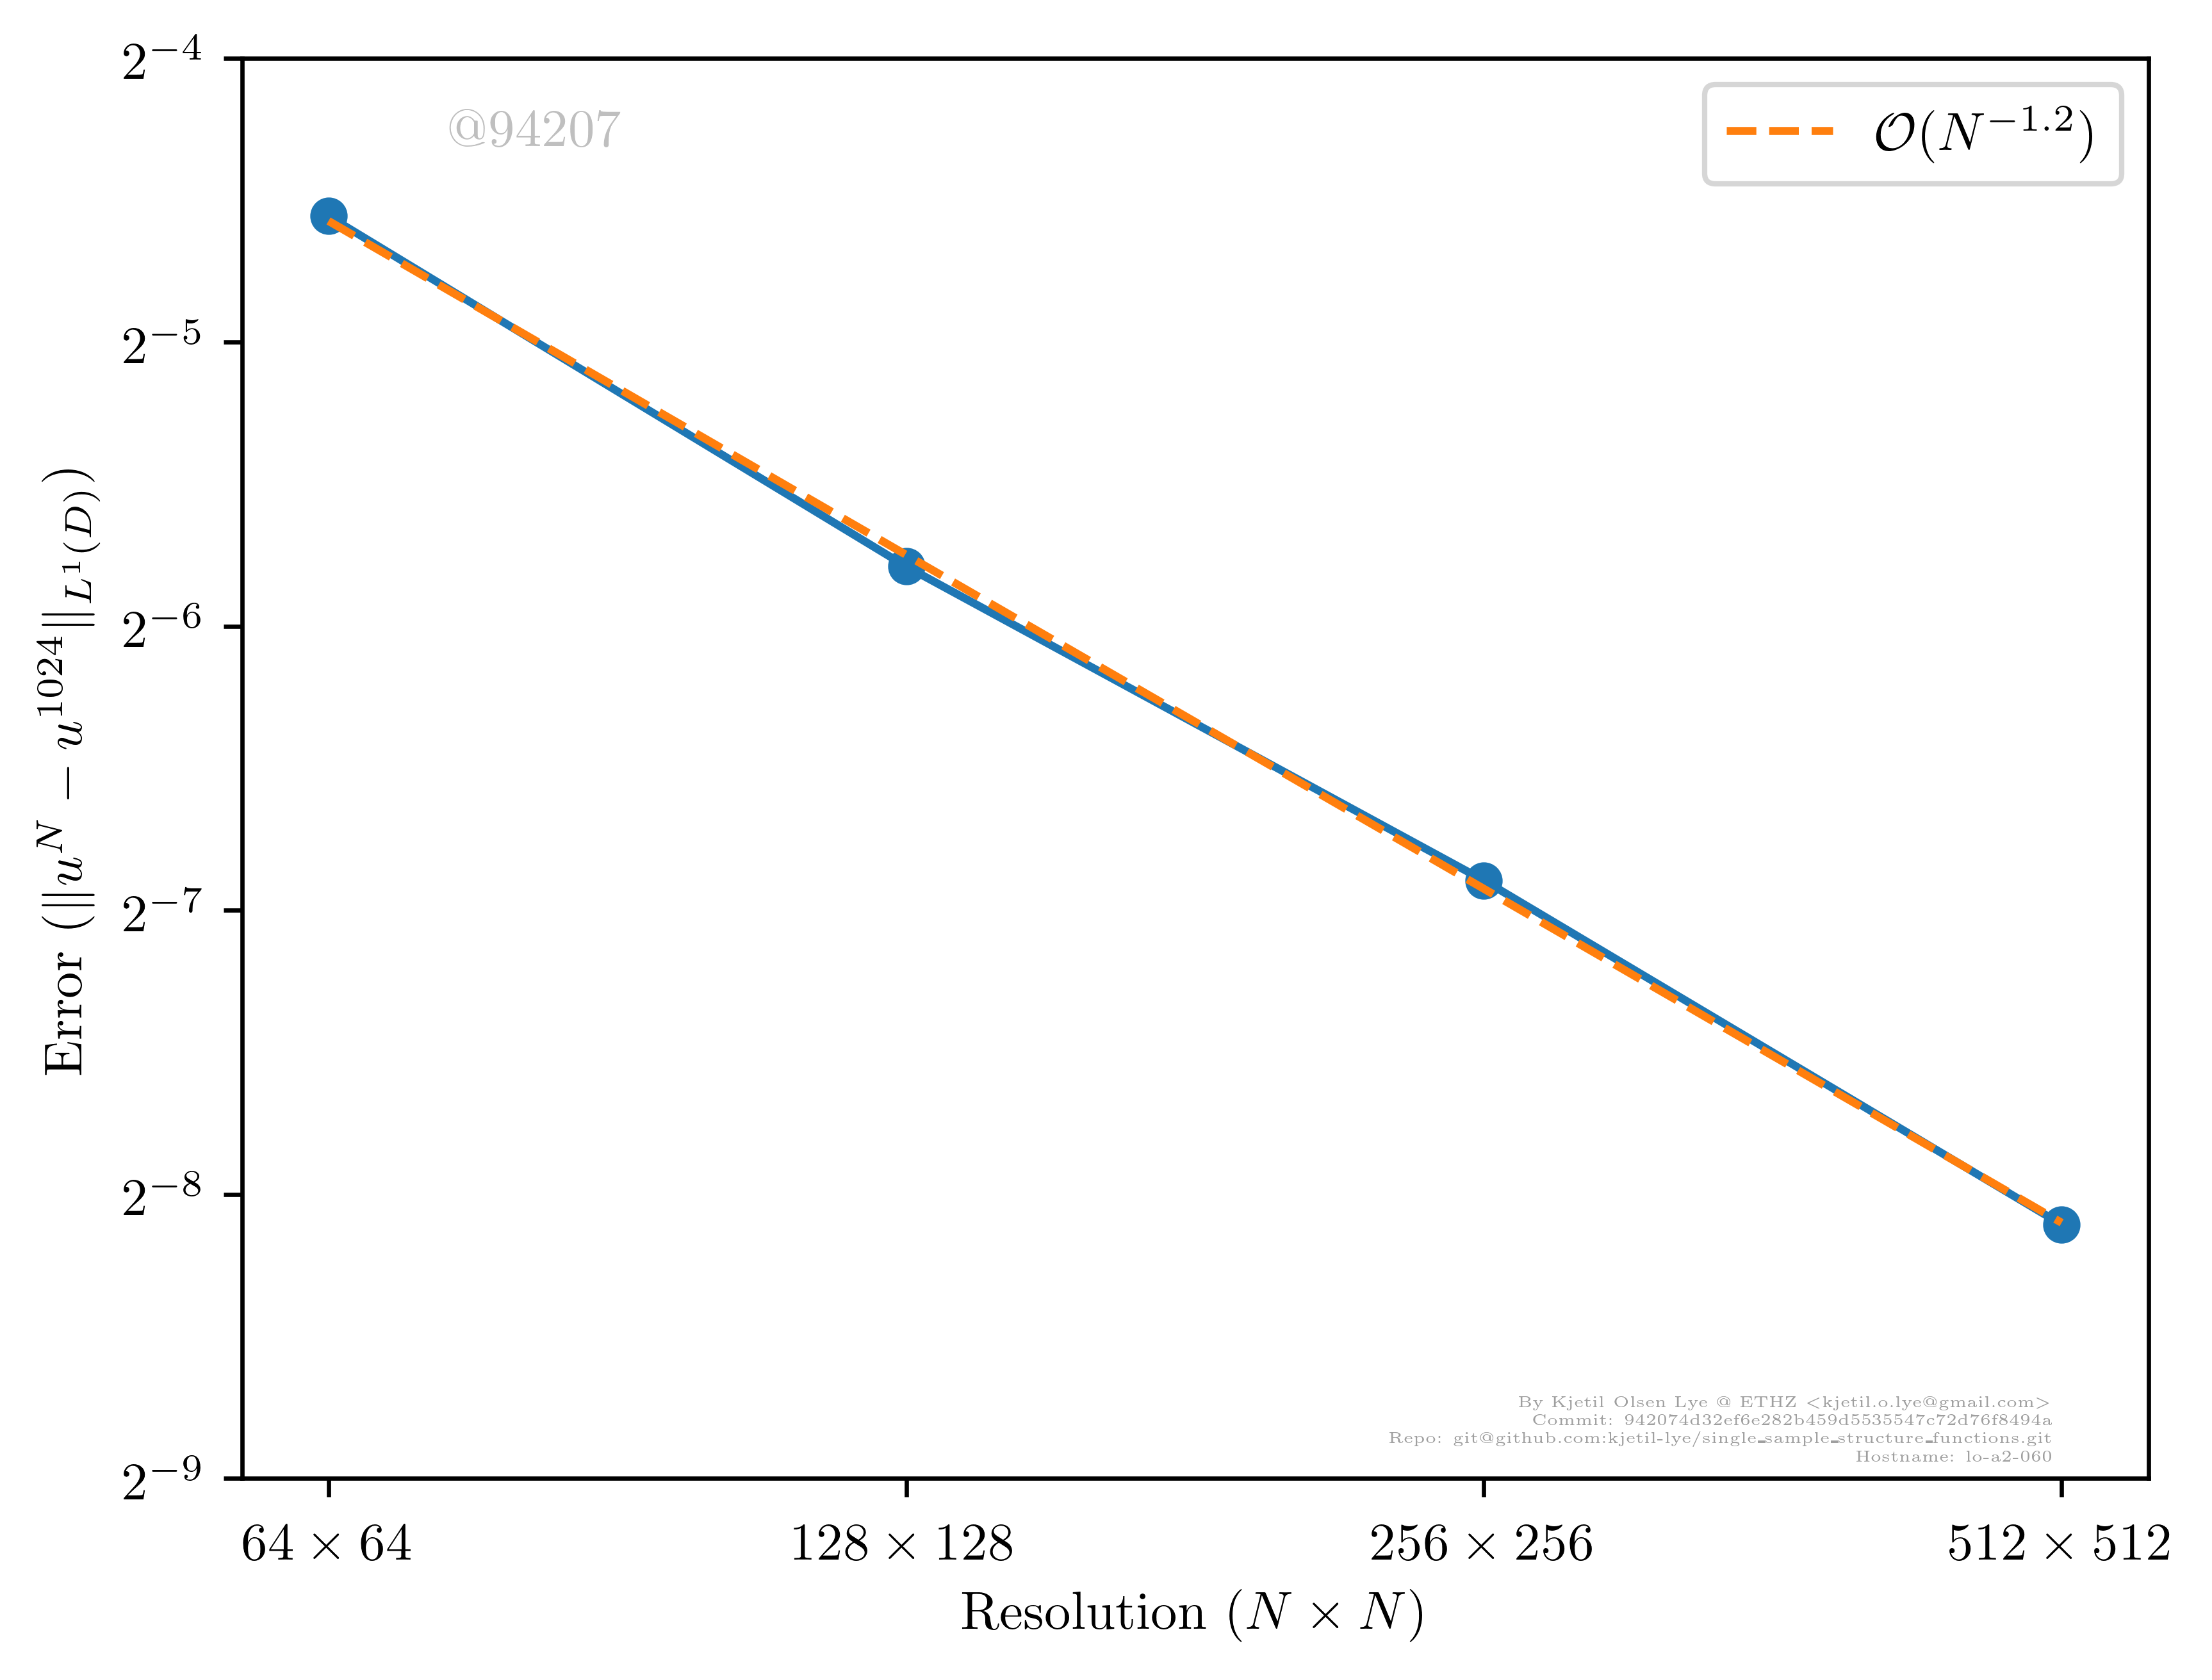 2^{-4}
@94207
\mathcal{O}(N^{-1.2})
2^{-5}
2^{-6}
2^{-7}
2^{-8}
2^{-9}
Error (\|u^N - u^{1024}\|_{L^1(D)})
By Kjetil Olsen Lye @ ETHZ <kjetil.o.lye@gmail.com>
Commit: 942074d32ef6e282b459d5535547c72d76f8494a
Repo: git@github.com:kjetil-lye/single_sample_structure_functions.git
Hostname: lo-a2-060
64 × 64 128 × 128 256 × 256 512 × 512
Resolution (N × N)